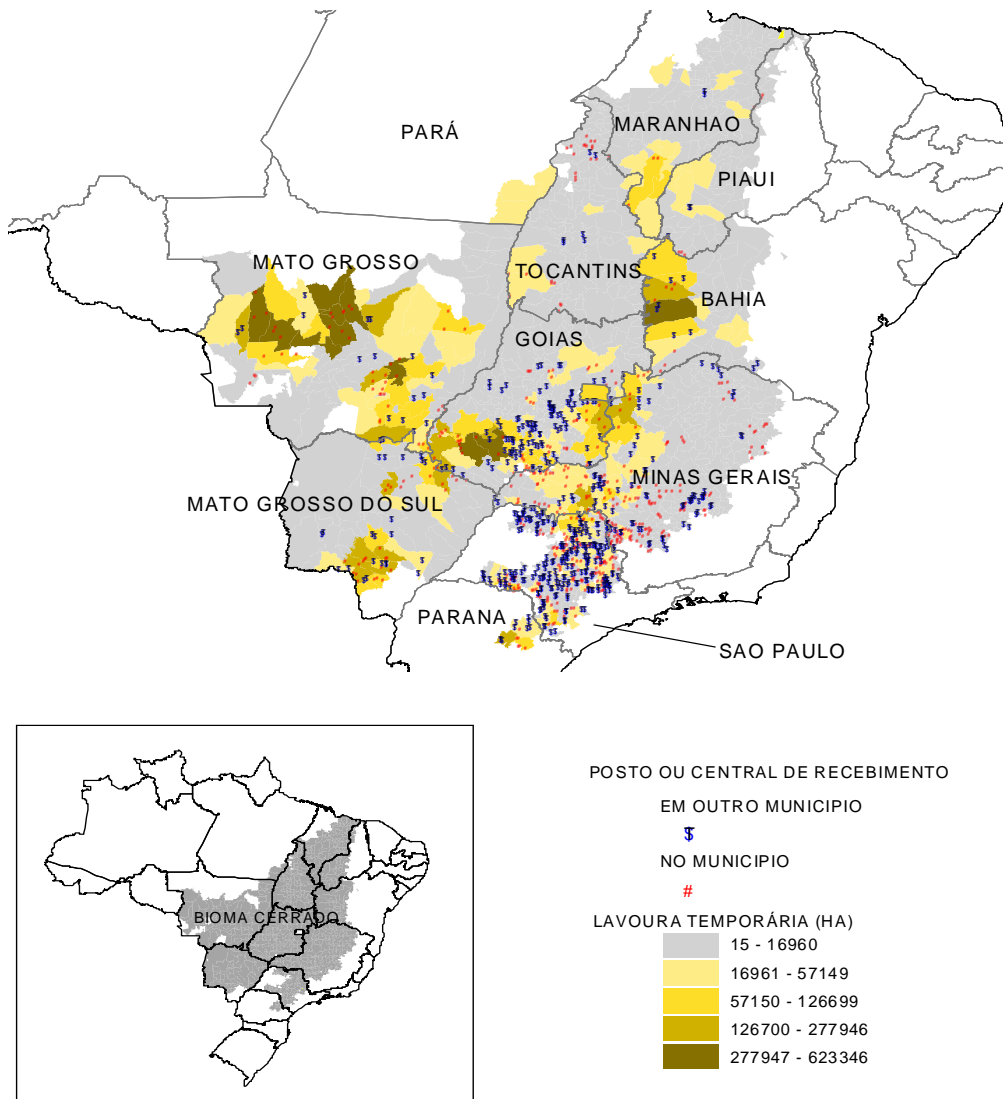 PARÁ
MARANHAO
PIAUI
MATO GROSSO
TOCANTINS
BAHIA
GOIAS
MINAS GERAIS
MATO GROSSO DO SUL
PARANA
SAO PAULO
BIOMA CERRADO
POSTO OU CENTRAL DE RECEBIMENTO
EM OUTRO MUNICIPIO
$
NO MUNICIPIO
#
LAVOURA TEMPORÁRIA (HA)
15 - 16960
16961 - 57149
57150 - 126699
126700 - 277946
277947 - 623346